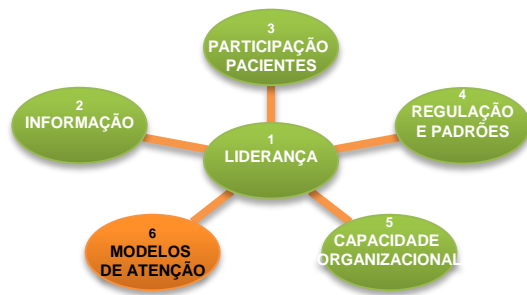 3
PARTICIPAÇÃO
PACIENTES
2
INFORMAÇÃO
4
REGULAÇÃO
E PADRÕES
1
LIDERANÇA
6
MODELOS
DE ATENÇÃO
5
CAPACIDADE
ORGANIZACIONAL